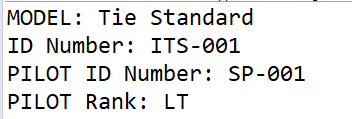 MODEL: Tie Standard
ID Number: ITS-001
PILOT ID Number: SP-001
PILOT Rank: LT